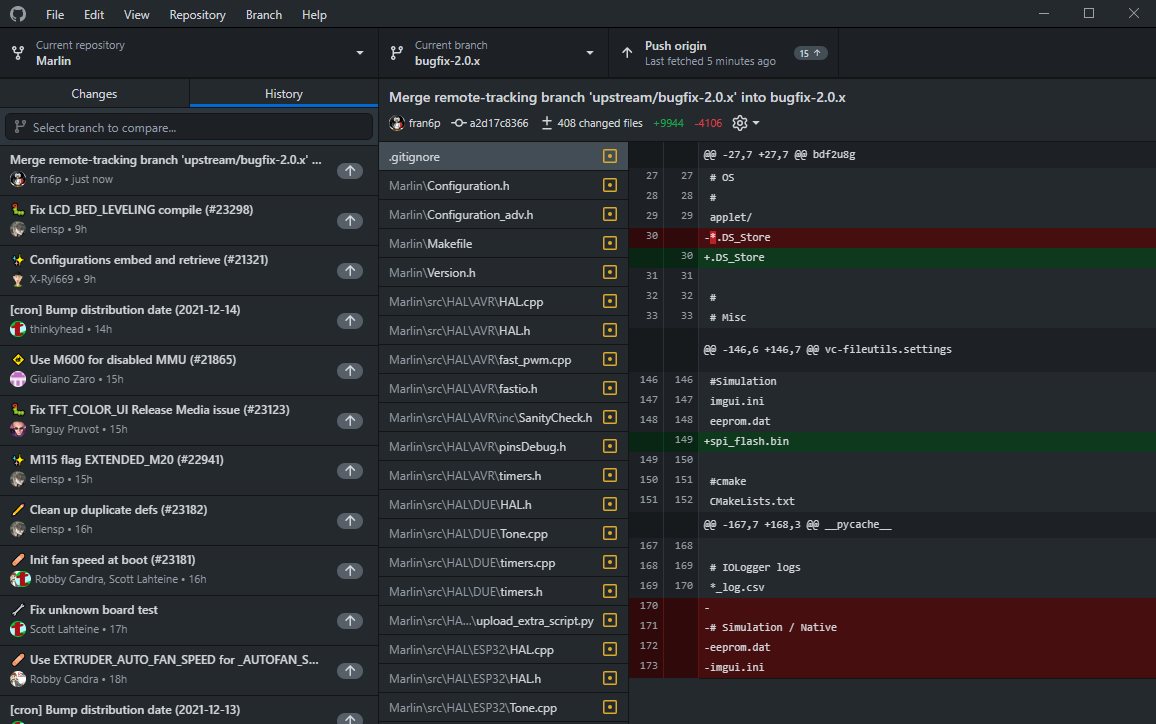 File Edit View Repository Branch Help
Current repository
Marlin
Current branch
bugfix-2.0.x
Push origin
Last fetched 5 minutes ago
15
Changes
History
Select branch to compare...
Merge remote-tracking branch 'upstream/bugfix-2.0.x' ...
fran6p • just now
Fix LCD_BED_LEVELING compile (#23298)
ellensp • 9h
Configurations embed and retrieve (#21321)
X-Ryl669 • 9h
[cron] Bump distribution date (2021-12-14)
thinkyhead • 14h
Use M600 for disabled MMU (#21865)
Giuliano Zaro • 15h
Fix TFT_COLOR_UI Release Media issue (#23123)
Tanguy Pruvot • 15h
M115 flag EXTENDED_M20 (#22941)
ellensp • 15h
Clean up duplicate defs (#23182)
ellensp • 16h
Init fan speed at boot (#23181)
Robby Candra, Scott Lahteine • 16h
Fix unknown board test
Scott Lahteine • 17h
Use EXTRUDER_AUTO_FAN_SPEED for _AUTOFAN_S...
Robby Candra • 18h
[cron] Bump distribution date (2021-12-13)
Merge remote-tracking branch 'upstream/bugfix-2.0.x' into bugfix-2.0.x
fran6p a2d17c8366 408 changed files +9944 -4106
.gitignore
Marlin\Configuration.h
Marlin\Configuration_adv.h
Marlin\Makefile
Marlin\Version.h
Marlin\src\HAL\AVR\HAL.cpp
Marlin\src\HAL\AVR\HAL.h
Marlin\src\HAL\AVR\fast_pwm.cpp
Marlin\src\HAL\AVR\fastio.h
Marlin\src\HAL\AVR\inc\SanityCheck.h
Marlin\src\HAL\AVR\pinsDebug.h
Marlin\src\HAL\AVR\timers.h
Marlin\src\HAL\DUE\HAL.h
Marlin\src\HAL\DUE\Tone.cpp
Marlin\src\HAL\DUE\timers.cpp
Marlin\src\HAL\DUE\timers.h
Marlin\src\HA...\upload_extra_script.py
Marlin\src\HAL\ESP32\HAL.cpp
Marlin\src\HAL\ESP32\HAL.h
Marlin\src\HAL\ESP32\Tone.cpp
@@ -27,7 +27,7 @@ bdf2u8g
27 27 # OS
28 28 #
29 29 applet/
30 -*.DS_Store
30 +.DS_Store
31 31
32 32 #
33 33 # Misc
@@ -146,6 +146,7 @@ vc-fileutils.settings
146 146 #Simulation
147 147 imgui.ini
148 148 eeprom.dat
149 +spi_flash.bin
149 150
150 151 #cmake
151 152 CMakeLists.txt
@@ -167,7 +168,3 @@ __pycache__
167 168
168 169 # IOLogger logs
169 170 *_log.csv
170 -
171 -# Simulation / Native
172 -eeprom.dat
173 -imgui.ini